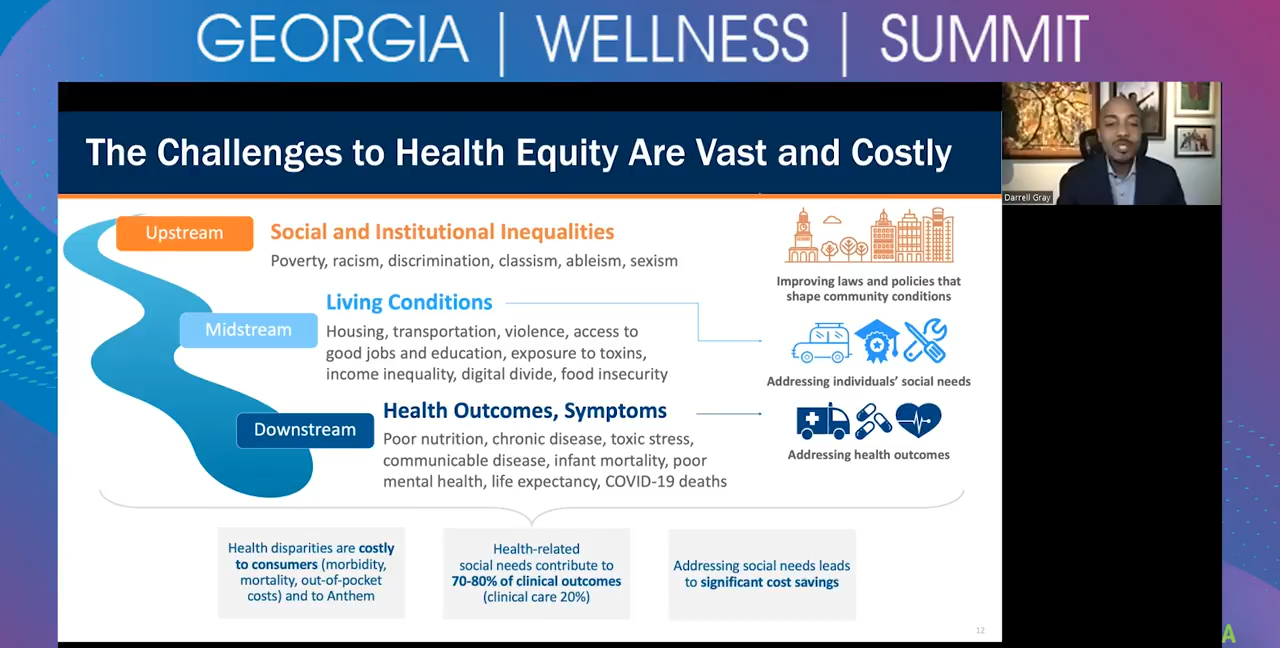 GEORGIA | WELLNESS | SUMMIT
The Challenges to Health Equity Are Vast and Costly
Darrell Gray
Upstream
Social and Institutional Inequalities
Poverty, racism, discrimination, classism, ableism, sexism
Improving laws and policies that
shape community conditions
Midstream
Living Conditions
Housing, transportation, violence, access to
good jobs and education, exposure to toxins,
income inequality, digital divide, food insecurity
Addressing individuals' social needs
Downstream
Health Outcomes, Symptoms
Poor nutrition, chronic disease, toxic stress,
communicable disease, infant mortality, poor
mental health, life expectancy, COVID-19 deaths
Addressing health outcomes
Health disparities are costly
to consumers (morbidity,
mortality, out-of-pocket
costs) and to Anthem
Health-related
social needs contribute to
70-80% of clinical outcomes
(clinical care 20%)
Addressing social needs leads
to significant cost savings
12
A